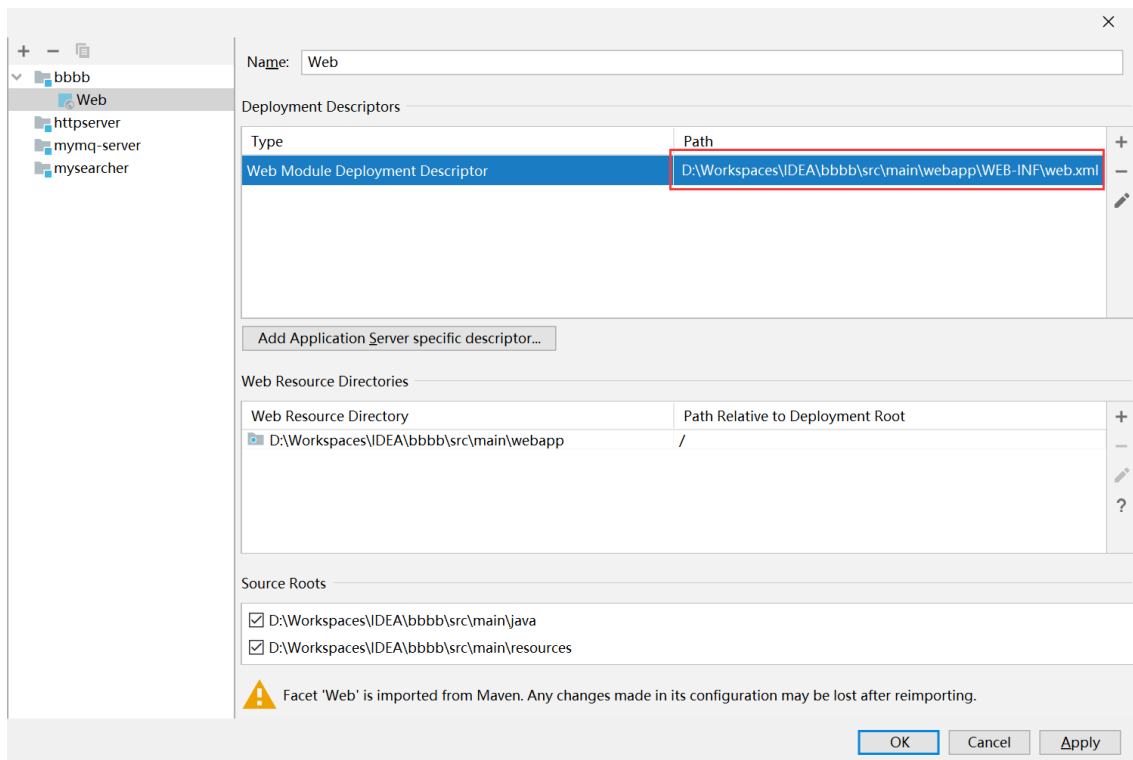 bbbb
Web
httpserver
mymq-server
mysearcher
Name: Web
Deployment Descriptors
Type Path
Web Module Deployment Descriptor D:\Workspaces\IDEA\bbbb\src\main\webapp\WEB-INF\web.xml
Add Application Server specific descriptor...
Web Resource Directories
Web Resource Directory Path Relative to Deployment Root
D:\Workspaces\IDEA\bbbb\src\main\webapp /
?
Source Roots
D:\Workspaces\IDEA\bbbb\src\main\java
D:\Workspaces\IDEA\bbbb\src\main\resources
Facet 'Web' is imported from Maven. Any changes made in its configuration may be lost after reimporting.
OK Cancel Apply